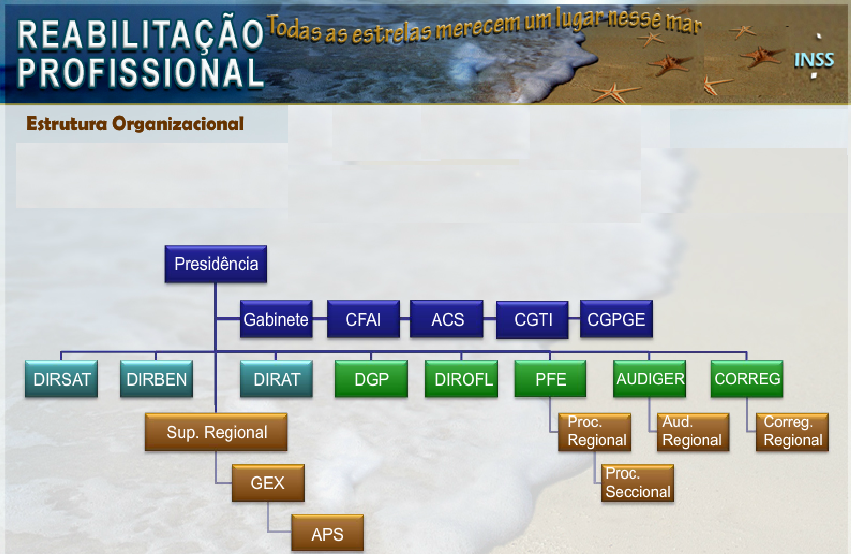 REABILITAÇÃO
PROFISSIONAL
Todas as estrelas merecem um lugar nesse mar
INSS
Estrutura Organizacional
Presidência
Gabinete CFAI ACS CGTI CGPGE
DIRSAT DIRBEN DIRAT DGP DIROFL PFE AUDIGER CORREG
Sup. Regional
Proc.
Regional
Aud.
Regional
Correg.
Regional
GEX
Proc.
Seccional
APS